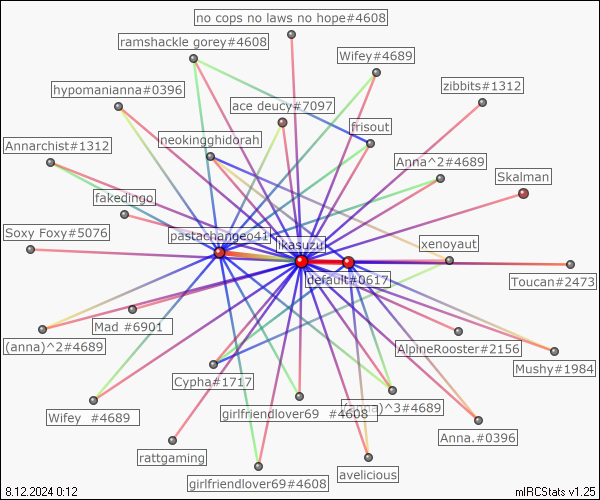 no cops no laws no hope#4608
ramshackle gorey#4608
Wifey#4689
hypomanianna#0396
zibbits#1312
ace deucy#7097
frisout
Annarchist#1312
neokingghidorah
Anna^2#4689
Skalman
fakedingo
Soxy Foxy#5076
pastachangeo41
ikasuzu
xenoyaut
default#0617
Toucan#2473
Mad #6901
(anna)^2#4689
AlpineRooster#2156
Mushy#1984
Cypha#1717
Wifey #4689
girlfriendlover69 #4608
(anna)^3#4689
Anna.#0396
rattgaming
avelicious
girlfriendlover69#4608
8.12.2024 0:12
mIRCStats v1.25